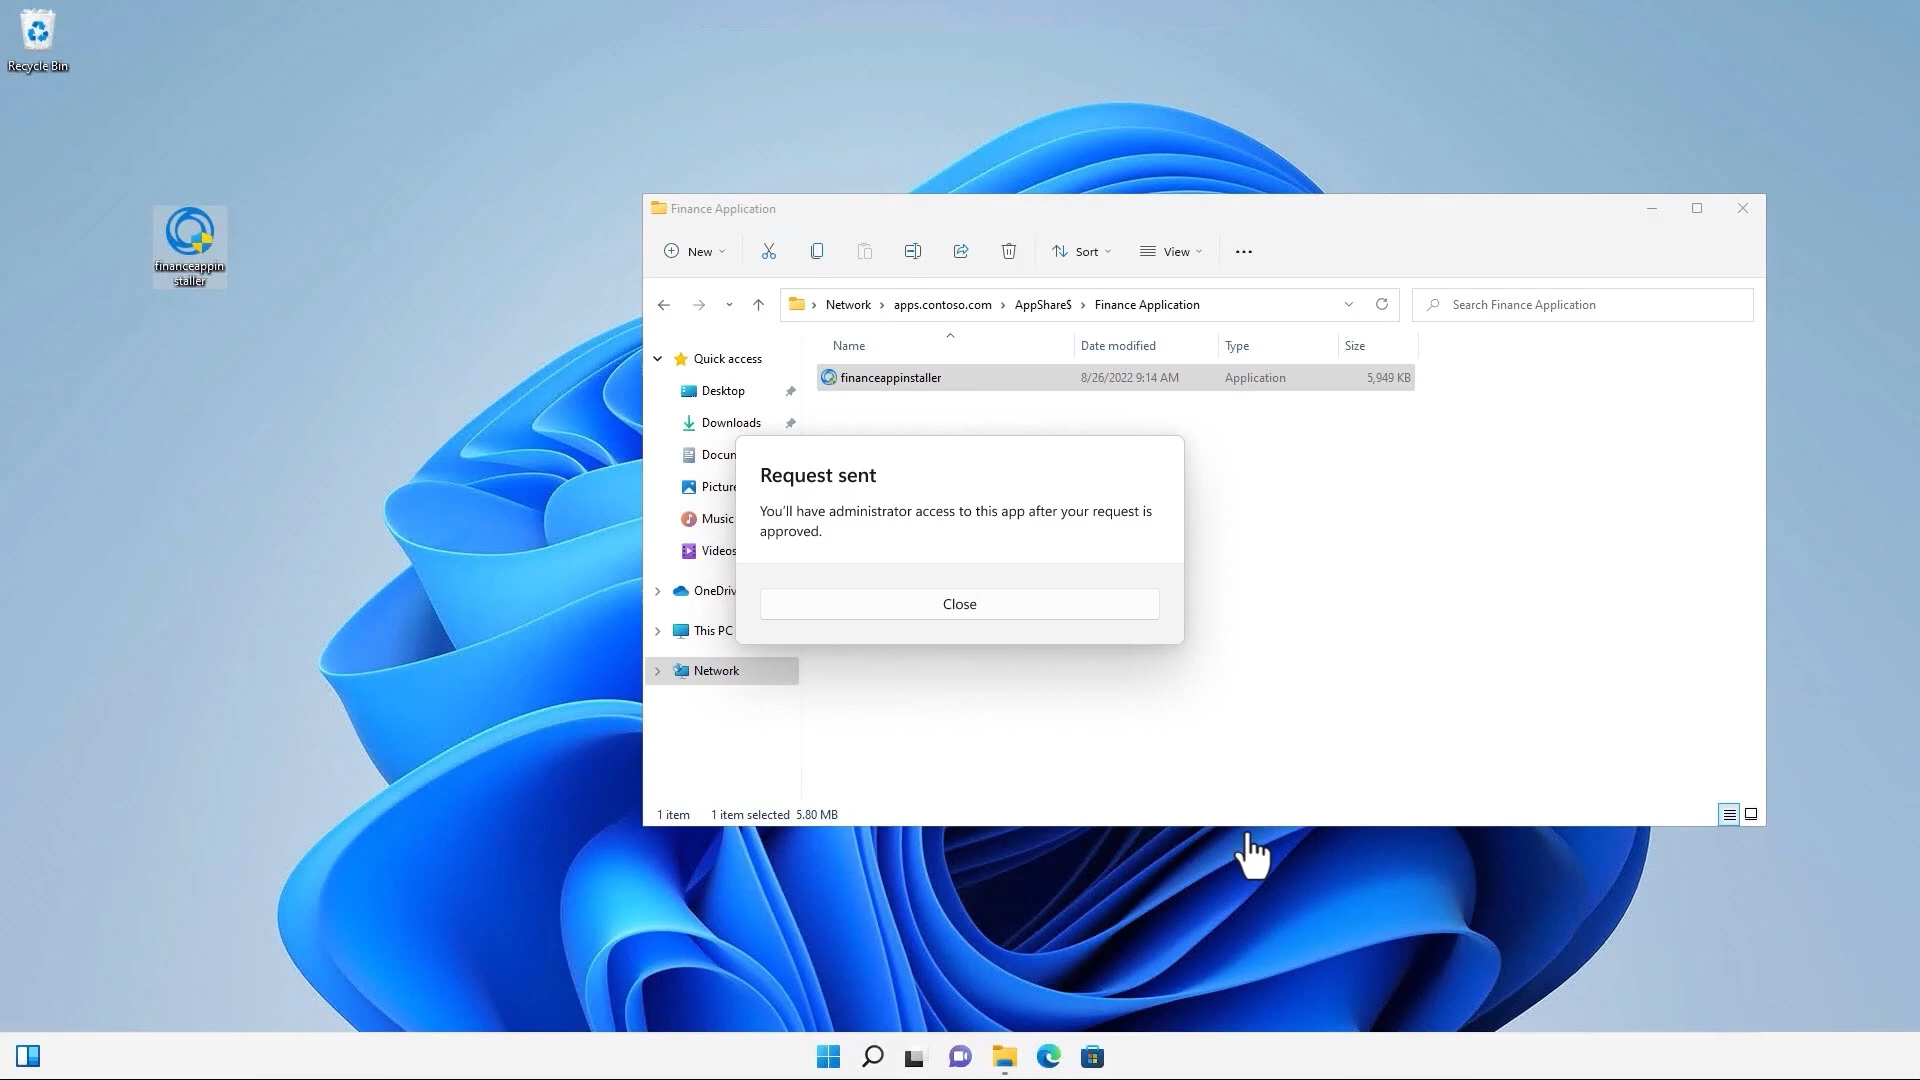 Recycle Bin
financeappin
staller
Finance Application
New
Sort
View
Network
apps.contoso.com
AppShare$
Finance Application
Search Finance Application
Name
Date modified
Type
Size
Quick access
financeappinstaller
8/26/2022 9:14 AM
Application
5,949 KB
Desktop
Downloads
Docun
Picture
Music
Videos
OneDriv
This PC
Network
Request sent
You'll have administrator access to this app after your request is
approved.
Close
1 item
1 item selected 5.80 MB